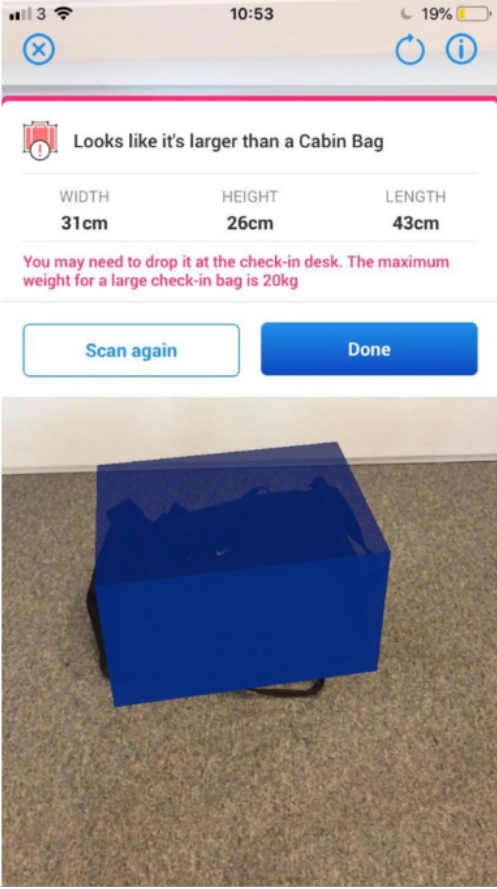 3 10:53 19%
Looks like it's larger than a Cabin Bag
WIDTH HEIGHT LENGTH
31cm 26cm 43cm
You may need to drop it at the check-in desk. The maximum
weight for a large check-in bag is 20kg
Scan again Done